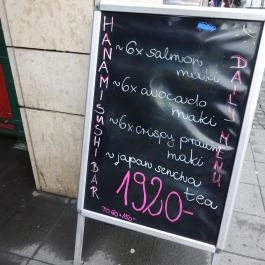 HANAMI SUSHI BAR
DAILY MENU
~6x salmon
maki
~6x avocado
maki
~6x crispy prawn
maki
~japan sencha
tea
1920-